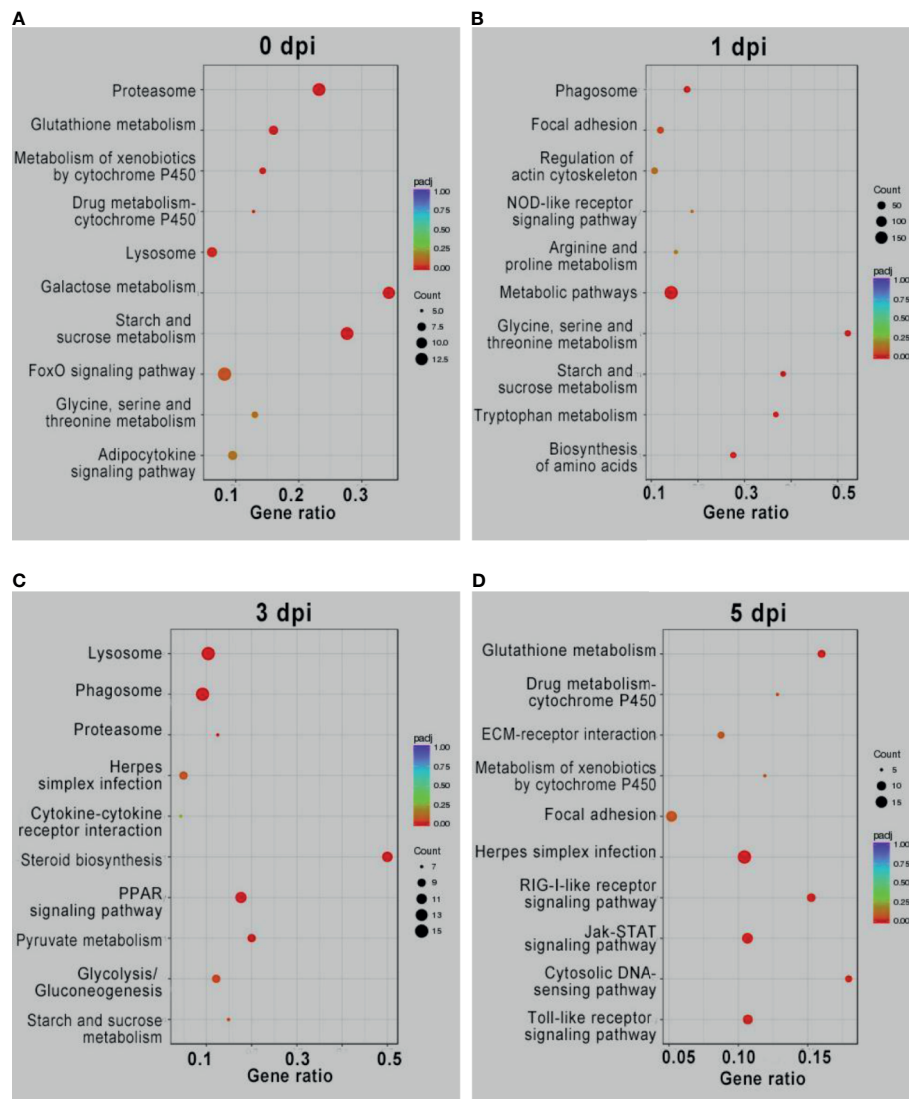 A
0 dpi
Proteasome
Glutathione metabolism
Metabolism of xenobiotics
by cytochrome P450
Drug metabolism-
cytochrome P450
Lysosome
Galactose metabolism
Starch and
sucrose metabolism
FoxO signaling pathway
Glycine, serine and
threonine metabolism
Adipocytokine
signaling pathway
0.1
0.2
0.3
Gene ratio
padj
1.00
0.75
0.50
0.25
0.00
Count
5.0
7.5
10.0
12.5
B
1 dpi
Phagosome
Focal adhesion
Regulation of
actin cytoskeleton
NOD-like receptor
signaling pathway
Arginine and
proline metabolism
Metabolic pathways
Glycine, serine and
threonine metabolism
Starch and
sucrose metabolism
Tryptophan metabolism
Biosynthesis
of amino acids
0.1
0.3
0.5
Gene ratio
Count
50
100
150
padj
1.00
0.75
0.50
0.25
0.00
C
3 dpi
Lysosome
Phagosome
Proteasome
Herpes
simplex infection
Cytokine-cytokine
receptor interaction
Steroid biosynthesis
PPAR
signaling pathway
Pyruvate metabolism
Glycolysis/
Gluconeogenesis
Starch and sucrose
metabolism
0.1
0.3
0.5
Gene ratio
padj
1.00
0.75
0.50
0.25
0.00
Count
7
9
11
13
15
D
5 dpi
Glutathione metabolism
Drug metabolism-
cytochrome P450
ECM-receptor interaction
Metabolism of xenobiotics
by cytochrome P450
Focal adhesion
Herpes simplex infection
RIG-I-like receptor
signaling pathway
Jak-STAT
signaling pathway
Cytosolic DNA-
sensing pathway
Toll-like receptor
signaling pathway
0.05
0.10
0.15
Gene ratio
Count
5
10
15
padj
1.00
0.75
0.50
0.25
0.00